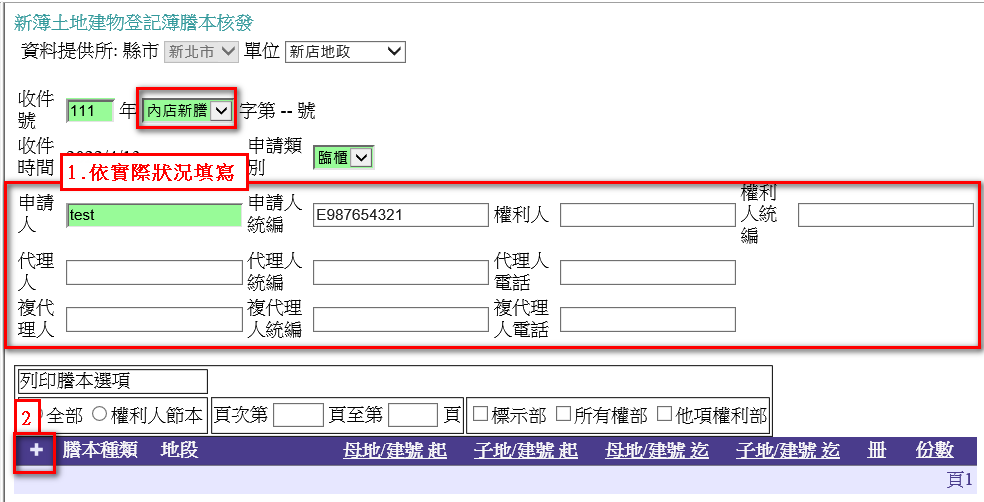 新簿土地建物登記簿謄本核發
資料提供所: 縣市 新北市 單位 新店地政
收件號 111 年 內店新謄 字第 -- 號
收件時間 申請類別 臨櫃
1.依實際狀況填寫
申請人 test 申請人統編 E987654321 權利人 權利人統編
代理人 代理人統編 代理人電話
複代理人 複代理人統編 複代理人電話
列印謄本選項
2
全部 權利人節本 頁次第 頁至第 頁 標示部 所有權部 他項權利部
+ 謄本種類 地段 母地/建號 起 子地/建號 起 母地/建號 迄 子地/建號 迄 冊 份數
頁1